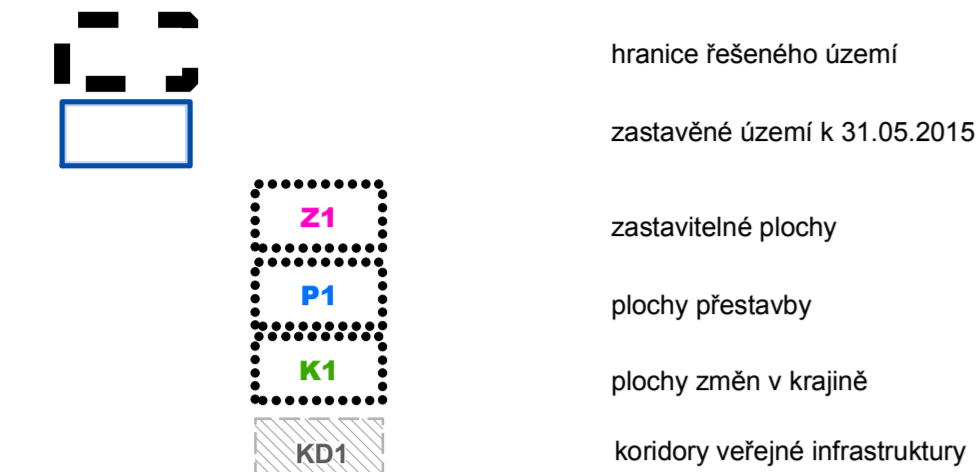 hranice řešeného území
zastavěné území k 31.05.2015
Z1 zastavitelné plochy
P1 plochy přestavby
K1 plochy změn v krajině
KD1 koridory veřejné infrastruktury